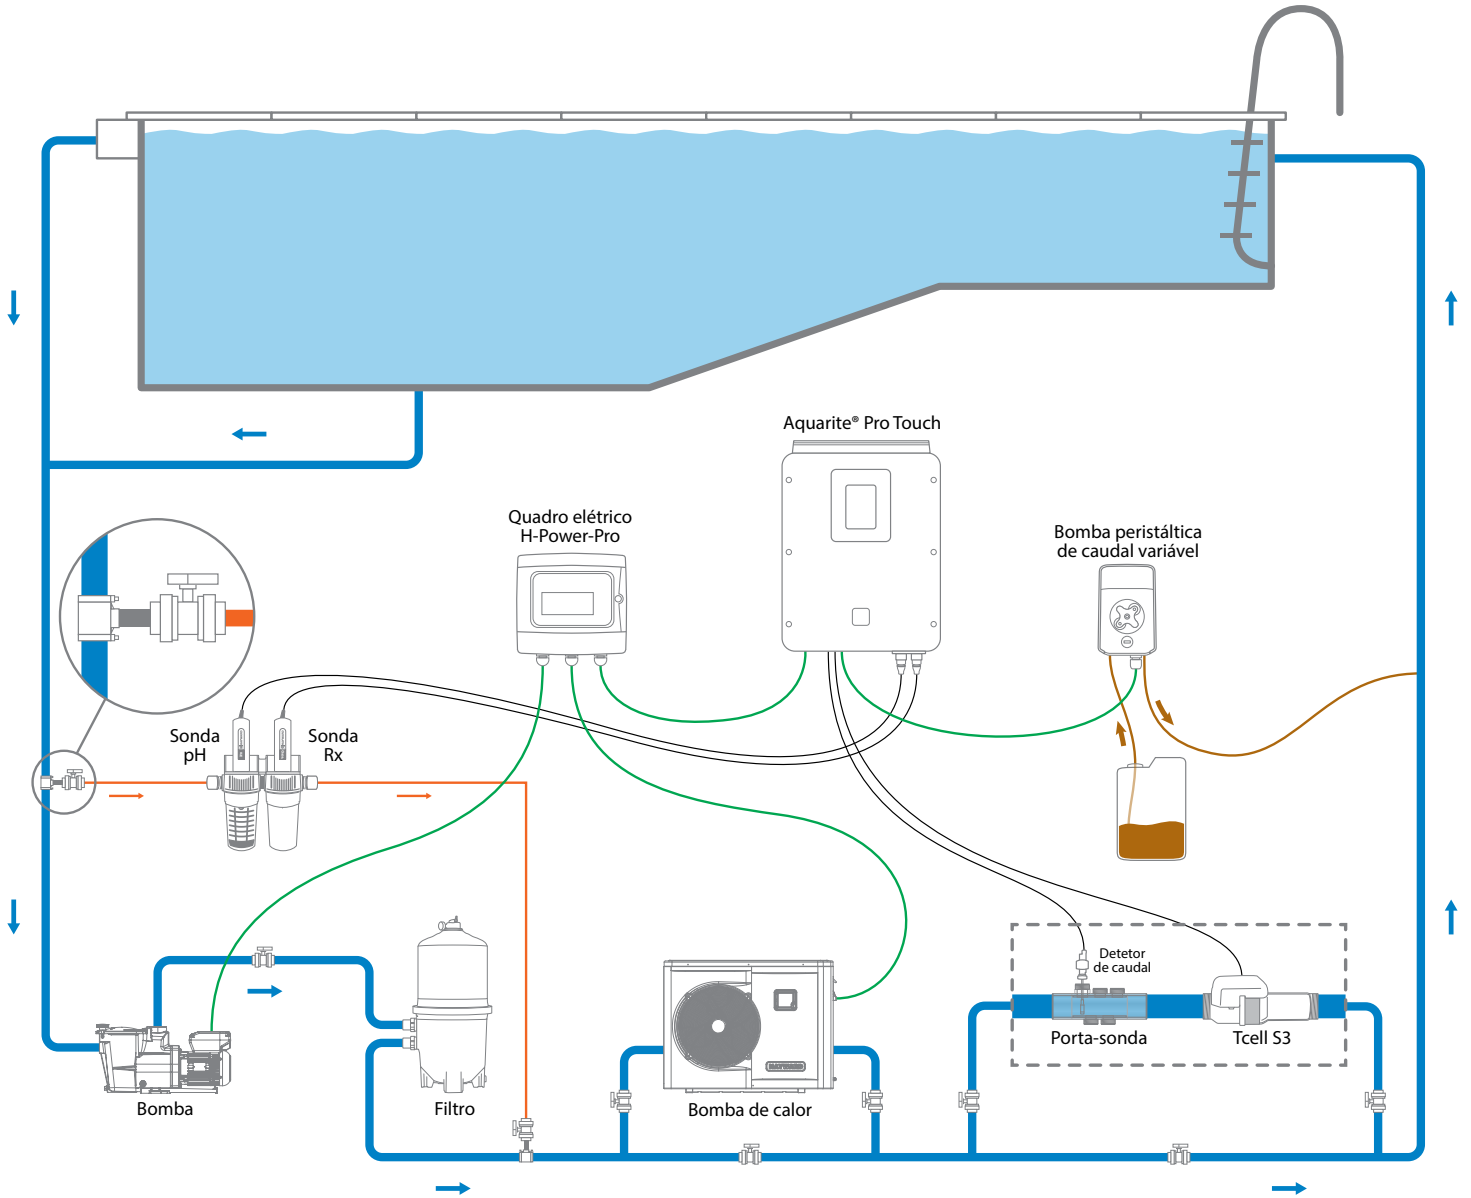 Aquarite® Pro Touch
Quadro elétrico
H-Power-Pro
Bomba peristáltica
de caudal variável
Sonda
pH
Sonda
Rx
Detetor
de caudal
Porta-sonda
Tcell S3
Bomba
Filtro
Bomba de calor